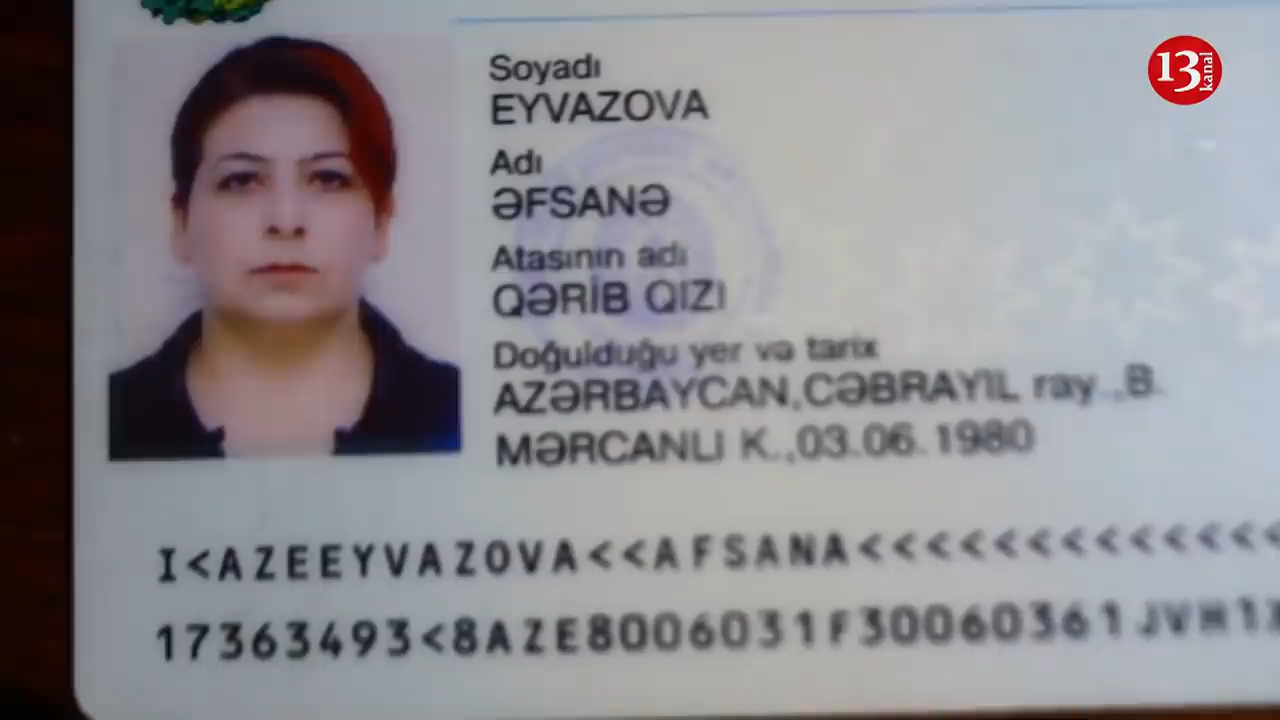 13 kanal
Soyadı
EYVAZOVA
Adı
ƏFSANƏ
Atasının adı
QƏRİB QIZI
Doğulduğu yer və tarix
AZƏRBAYCAN,CƏBRAYIL ray.,B.
MƏRCANLI K.,03.06.1980
I<AZEEYVAZOVA<<AFSANA<<<<<<<<<<<<<<
17363493<8AZE8006031F30060361JVH1